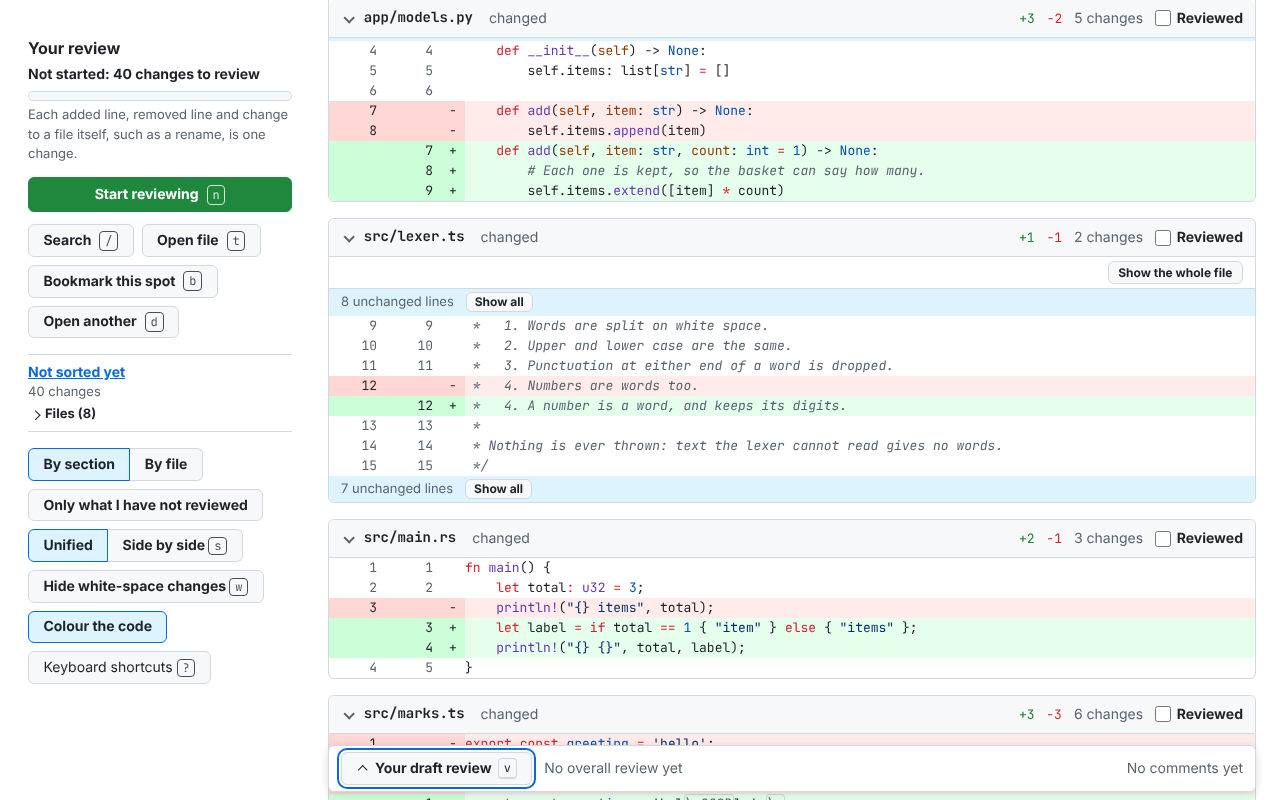 Your review
Not started: 40 changes to review
Each added line, removed line and change
to a file itself, such as a rename, is one
change.
Start reviewing n
Search / Open file t
Bookmark this spot b
Open another d
Not sorted yet
40 changes
Files (8)
By section By file
Only what I have not reviewed
Unified Side by side s
Hide white-space changes w
Colour the code
Keyboard shortcuts ?
app/models.py changed +3 -2 5 changes Reviewed
4 4 def __init__(self) -> None:
5 5 self.items: list[str] = []
6 6
7 - def add(self, item: str) -> None:
8 - self.items.append(item)
7 + def add(self, item: str, count: int = 1) -> None:
8 + # Each one is kept, so the basket can say how many.
9 + self.items.extend([item] * count)
src/lexer.ts changed +1 -1 2 changes Reviewed
Show the whole file
8 unchanged lines Show all
9 9 * 1. Words are split on white space.
10 10 * 2. Upper and lower case are the same.
11 11 * 3. Punctuation at either end of a word is dropped.
12 - * 4. Numbers are words too.
12 + * 4. A number is a word, and keeps its digits.
13 13 *
14 14 * Nothing is ever thrown: text the lexer cannot read gives no words.
15 15 */
7 unchanged lines Show all
src/main.rs changed +2 -1 3 changes Reviewed
1 1 fn main() {
2 2 let total: u32 = 3;
3 - println!("{} items", total);
3 + let label = if total == 1 { "item" } else { "items" };
4 + println!("{} {}", total, label);
4 5 }
src/marks.ts changed +3 -3 6 changes Reviewed
1 - export const greeting = 'hello';
Your draft review v No overall review yet No comments yet